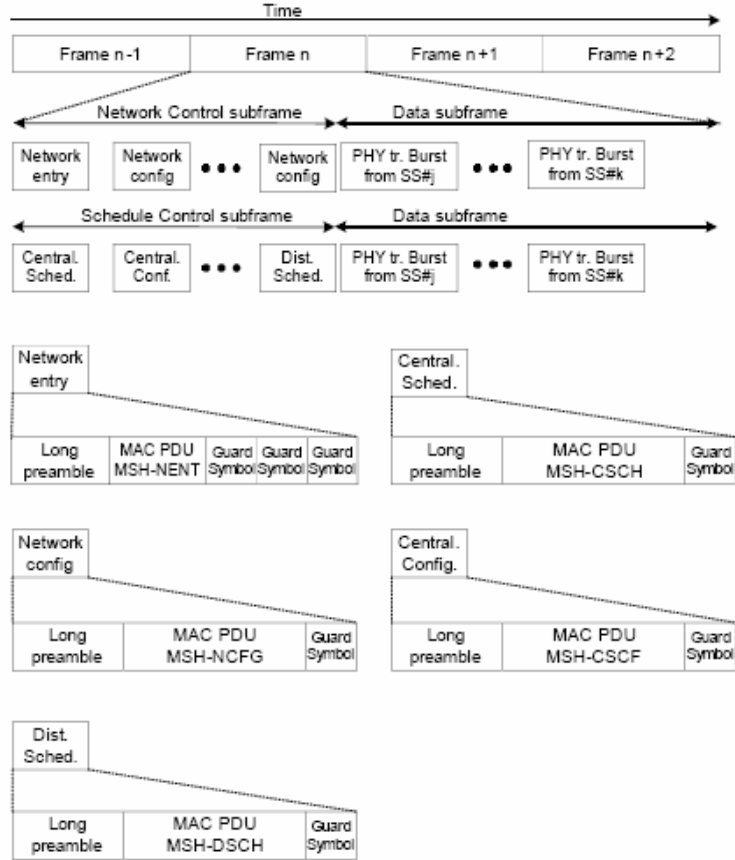 Time
Frame n-1 Frame n Frame n+1 Frame n+2
Network Control subframe Data subframe
Network Network Network PHY tr. Burst PHY tr. Burst
entry config config from SS#j from SS#k
Schedule Control subframe Data subframe
Central. Central. Dist. PHY tr. Burst PHY tr. Burst
Sched. Conf. Sched. from SS#j from SS#k
Network
entry
Long MAC PDU Guard Guard Guard
preamble MSH-NENT Symbol Symbol Symbol
Central.
Sched.
Long MAC PDU Guard
preamble MSH-CSCH Symbol
Network
config
Long MAC PDU Guard
preamble MSH-NCFG Symbol
Central.
Config.
Long MAC PDU Guard
preamble MSH-CSCF Symbol
Dist.
Sched.
Long MAC PDU Guard
preamble MSH-DSCH Symbol